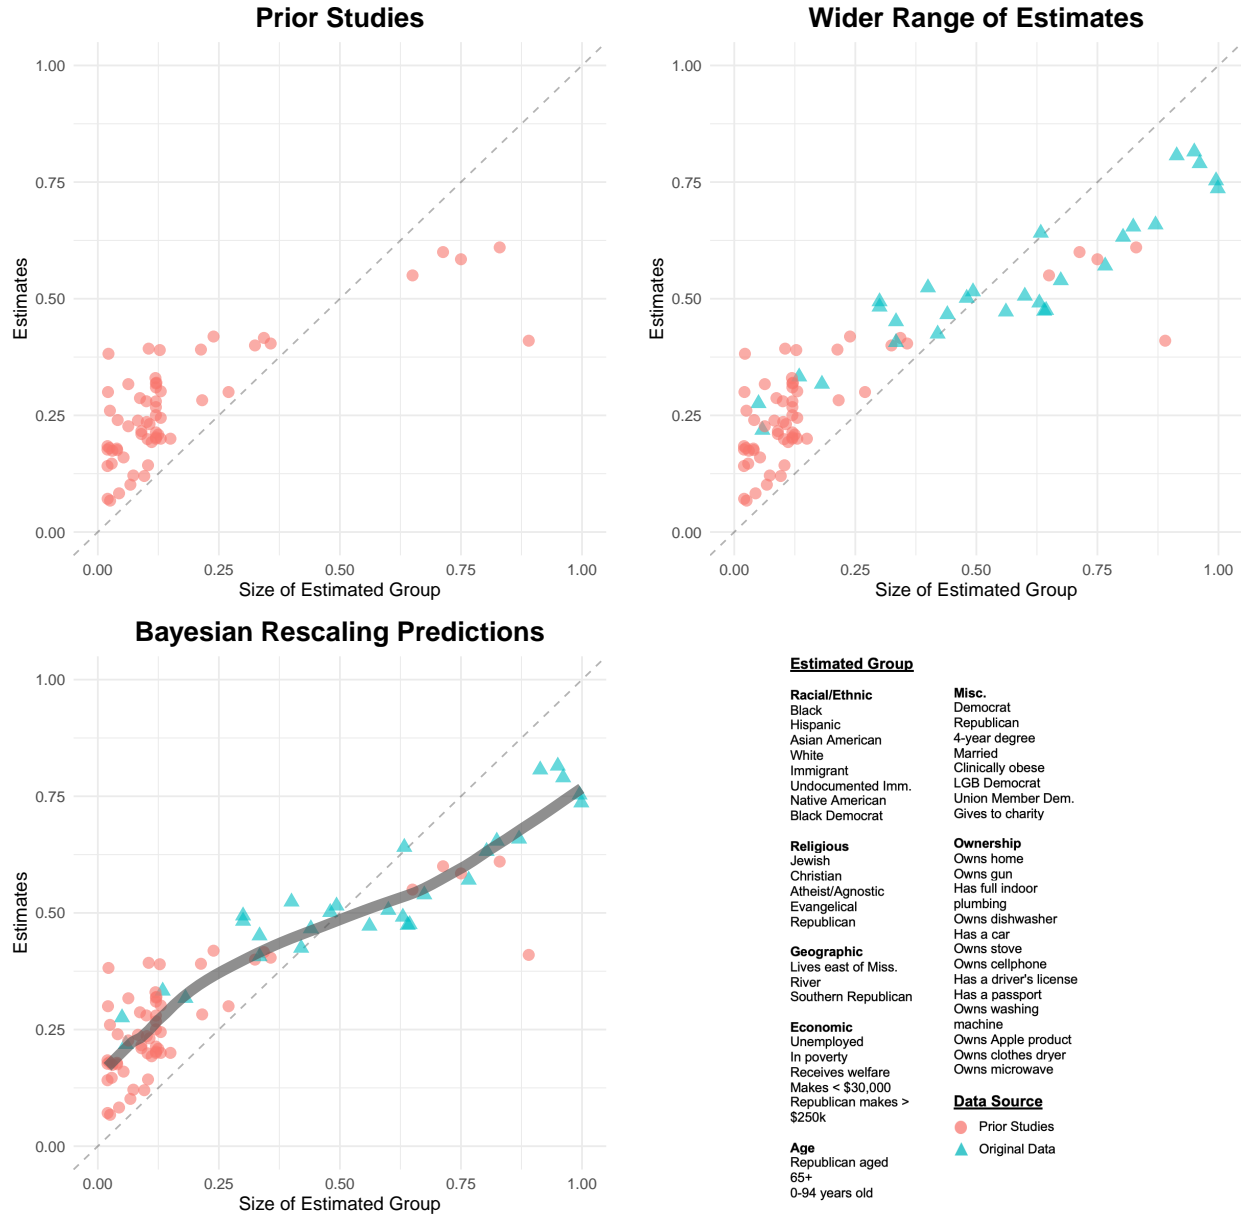 Prior Studies
1.00
0.75
0.50
0.25
0.00
Estimates
0.00 0.25 0.50 0.75 1.00
Size of Estimated Group
Wider Range of Estimates
1.00
0.75
0.50
0.25
0.00
Estimates
0.00 0.25 0.50 0.75 1.00
Size of Estimated Group
Bayesian Rescaling Predictions
1.00
0.75
0.50
0.25
0.00
Estimates
0.00 0.25 0.50 0.75 1.00
Size of Estimated Group
Estimated Group
Racial/Ethnic
Black
Hispanic
Asian American
White
Immigrant
Undocumented Imm.
Native American
Black Democrat
Religious
Jewish
Christian
Atheist/Agnostic
Evangelical
Republican
Geographic
Lives east of Miss.
River
Southern Republican
Economic
Unemployed
In poverty
Receives welfare
Makes < $30,000
Republican makes >
$250k
Age
Republican aged
65+
0-94 years old
Misc.
Democrat
Republican
4-year degree
Married
Clinically obese
LGB Democrat
Union Member Dem.
Gives to charity
Ownership
Owns home
Owns gun
Has full indoor
plumbing
Owns dishwasher
Has a car
Owns stove
Owns cellphone
Has a driver's license
Has a passport
Owns washing
machine
Owns Apple product
Owns clothes dryer
Owns microwave
Data Source
Prior Studies
Original Data